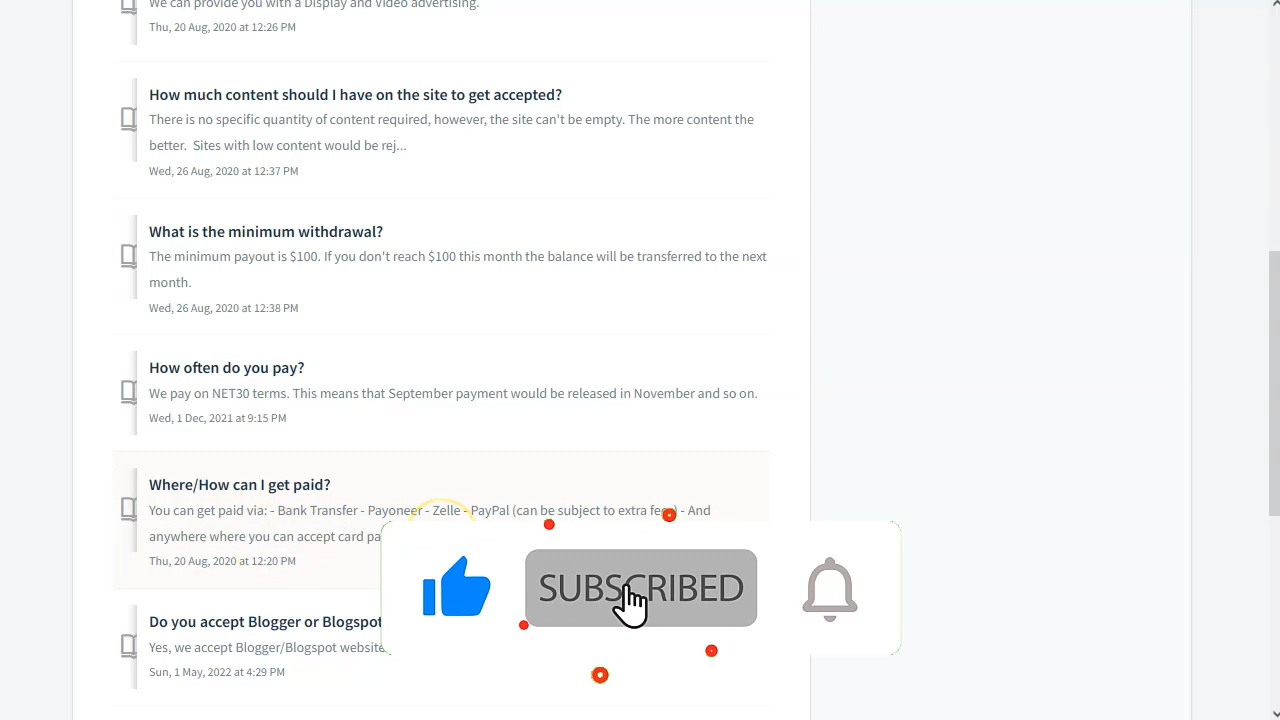 We can provide you with a Display and Video advertising.
Thu, 20 Aug, 2020 at 12:26 PM
How much content should I have on the site to get accepted?
There is no specific quantity of content required, however, the site can't be empty. The more content the
better. Sites with low content would be rej...
Wed, 26 Aug, 2020 at 12:37 PM
What is the minimum withdrawal?
The minimum payout is $100. If you don't reach $100 this month the balance will be transferred to the next
month.
Wed, 26 Aug, 2020 at 12:38 PM
How often do you pay?
We pay on NET30 terms. This means that September payment would be released in November and so on.
Wed, 1 Dec, 2021 at 9:15 PM
Where/How can I get paid?
You can get paid via: - Bank Transfer - Payoneer - Zelle - PayPal (can be subject to extra fees) - And
anywhere where you can accept card pa
Thu, 20 Aug, 2020 at 12:20 PM
SUBSCRIBED
Do you accept Blogger or Blogspot
Yes, we accept Blogger/Blogspot website
Sun, 1 May, 2022 at 4:29 PM